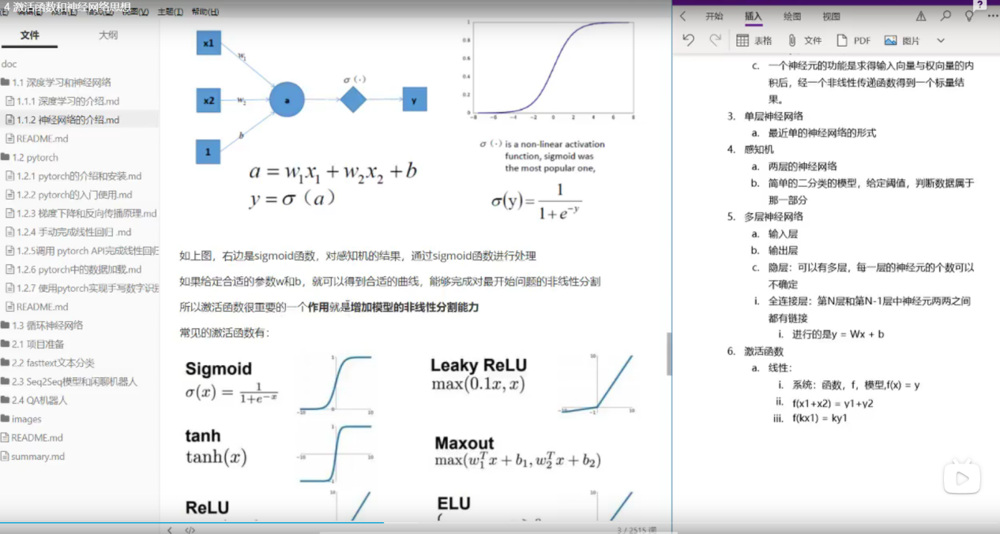 4 激活函数和神经网络思想
视图(V) 主题(T) 帮助(H)
文件 大纲
doc
1.1 深度学习和神经网络
1.1.1 深度学习的介绍.md
1.1.2 神经网络的介绍.md
README.md
1.2 pytorch
1.2.1 pytorch的介绍和安装.md
1.2.2 pytorch的入门使用.md
1.2.3 梯度下降和反向传播原理.md
1.2.4 手动完成线性回归 .md
1.2.5调用 pytorch API完成线性回归
1.2.6 pytorch中的数据加载.md
1.2.7 使用pytorch实现手写数字识别
README.md
1.3 循环神经网络
2.1 项目准备
2.2 fasttext文本分类
2.3 Seq2Seq模型和闲聊机器人
2.4 QA机器人
images
README.md
summary.md
x1
w₁
x2
w₂
a
σ(·)
y
1
b
a = w₁x₁ + w₂x₂ + b
y = σ（a）
1
0.8
0.6
0.4
0.2
0
-8 -6 -4 -2 0 2 4 6 8
σ(·) is a non-linear activation
function, sigmoid was
the most popular one,
σ(y)=1/(1+e^{-y})
如上图，右边是sigmoid函数，对感知机的结果，通过sigmoid函数进行处理
如果给定合适的参数w和b，就可以得到合适的曲线，能够完成对最开始问题的非线性分割
所以激活函数很重要的一个作用就是增加模型的非线性分割能力
常见的激活函数有：
Sigmoid
σ(x) = 1/(1+e^{-x})
1
-10 0 10
Leaky ReLU
max(0.1x, x)
10
-10 -1 10
tanh
tanh(x)
1
-10 10
-1
Maxout
max(w₁ᵀx + b₁, w₂ᵀx + b₂)
ReLU
10
ELU
10
3 / 2515 词
开始 插入 绘图 视图
表格 文件 PDF 图片
c. 一个神经元的功能是求得输入向量与权向量的内
积后，经一个非线性传递函数得到一个标量结
果。
3. 单层神经网络
a. 最近单的神经网络的形式
4. 感知机
a. 两层的神经网络
b. 简单的二分类的模型，给定阈值，判断数据属于
那一部分
5. 多层神经网络
a. 输入层
b. 输出层
c. 隐层：可以有多层，每一层的神经元的个数可以
不确定
i. 全连接层：第N层和第N-1层中神经元两两之间
都有链接
i. 进行的是y = Wx + b
6. 激活函数
a. 线性：
i. 系统：函数，f，模型,f(x) = y
ii. f(x1+x2) = y1+y2
iii. f(kx1) = ky1